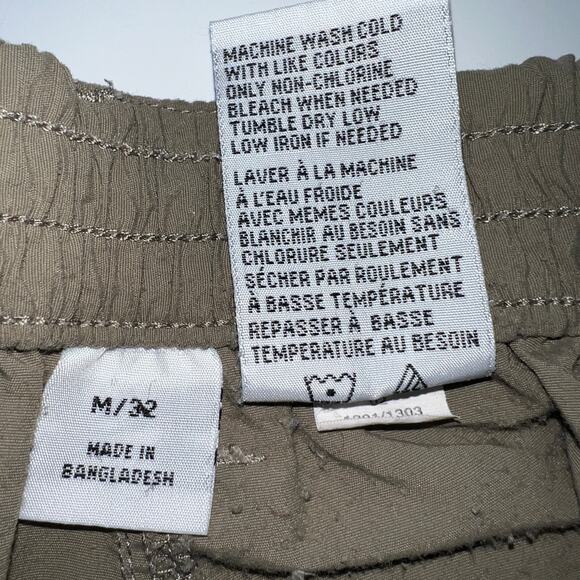 MACHINE WASH COLD
WITH LIKE COLORS
ONLY NON-CHLORINE
BLEACH WHEN NEEDED
TUMBLE DRY LOW
LOW IRON IF NEEDED
LAVER À LA MACHINE
À L'EAU FROIDE
AVEC MEMES COULEURS
BLANCHIR AU BESOIN SANS
CHLORURE SEULEMENT
SÉCHER PAR ROULEMENT
À BASSE TEMPÉRATURE
REPASSER À BASSE
TEMPERATURE AU BESOIN
M/32
MADE IN
BANGLADESH